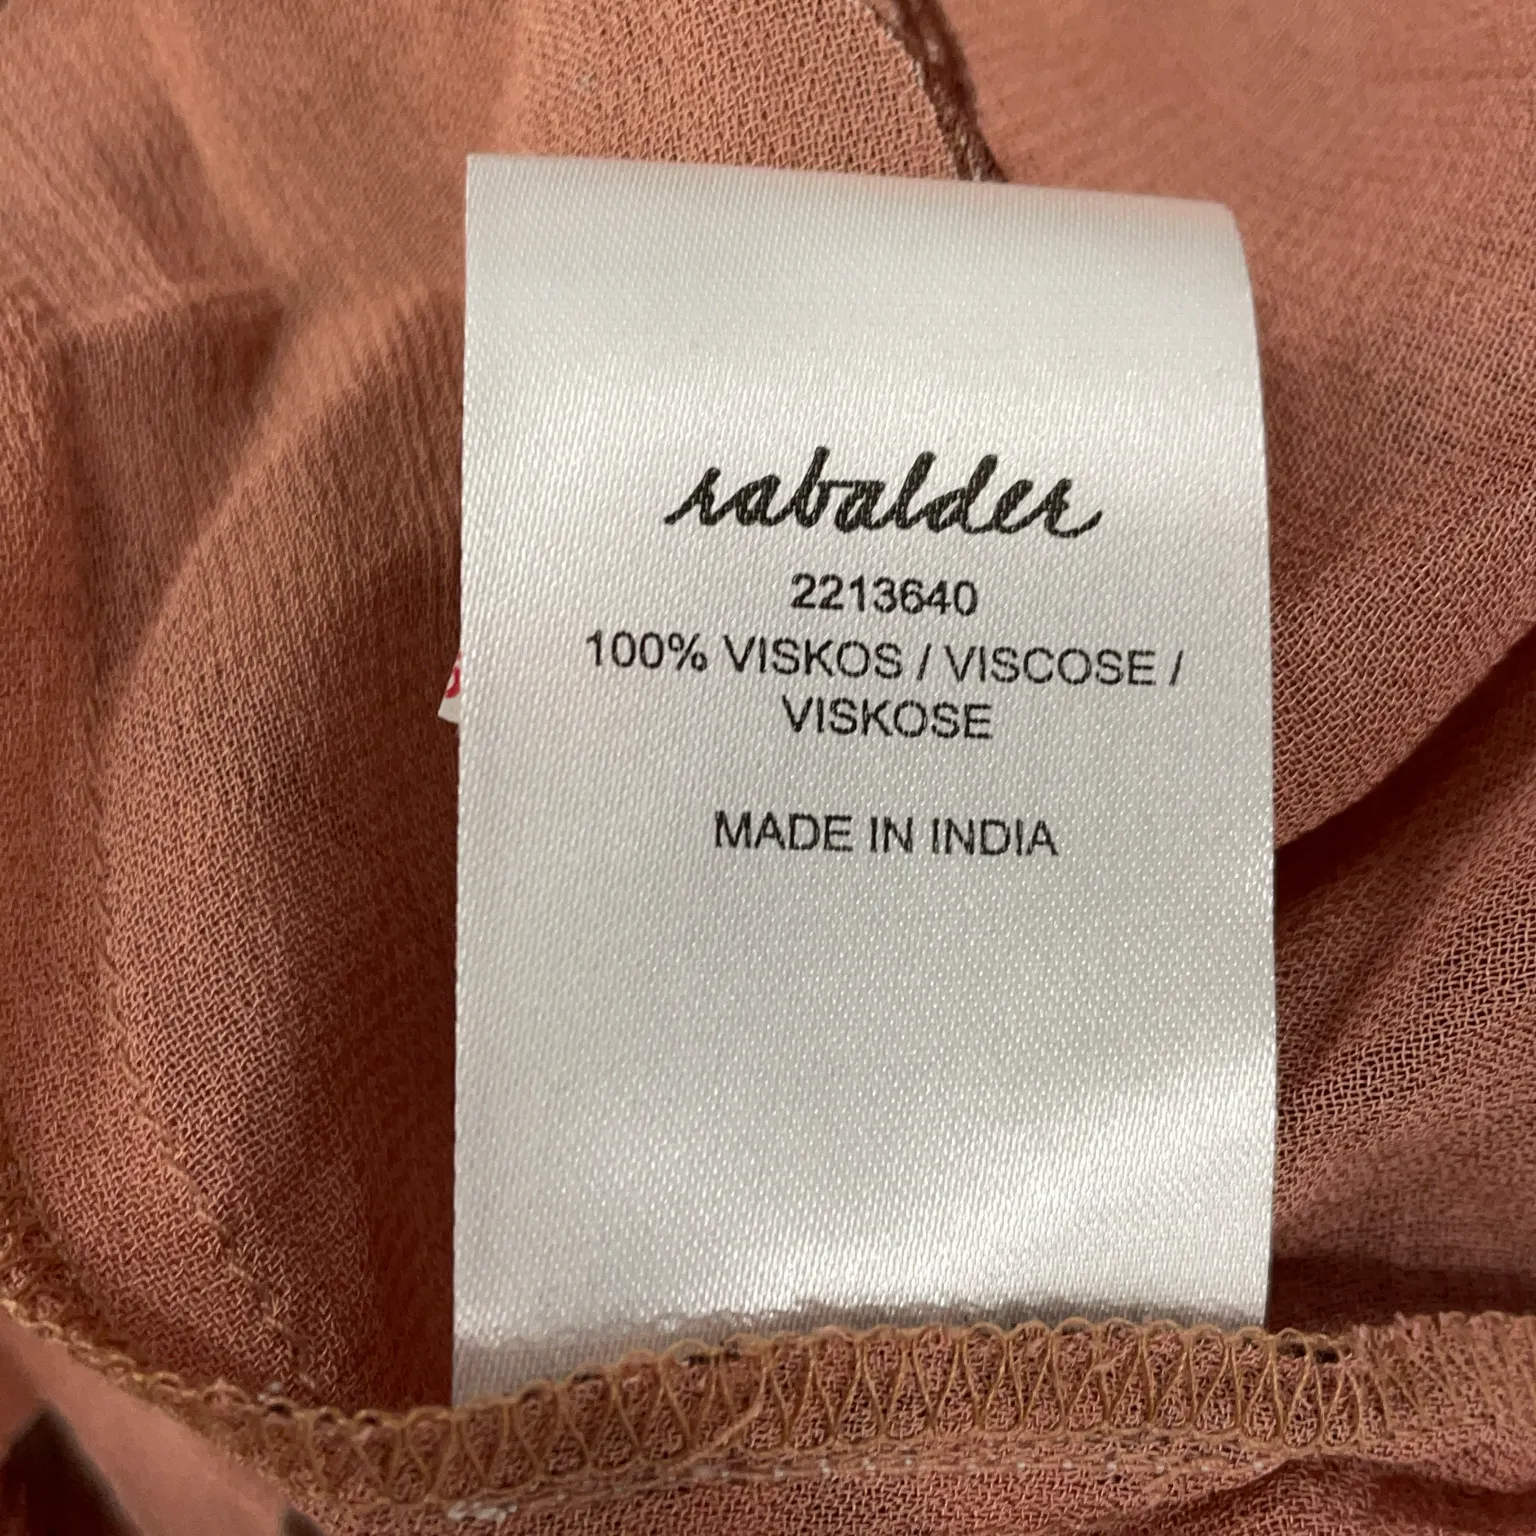 rabalder
2213640
100% VISKOS / VISCOSE /
VISKOSE
MADE IN INDIA